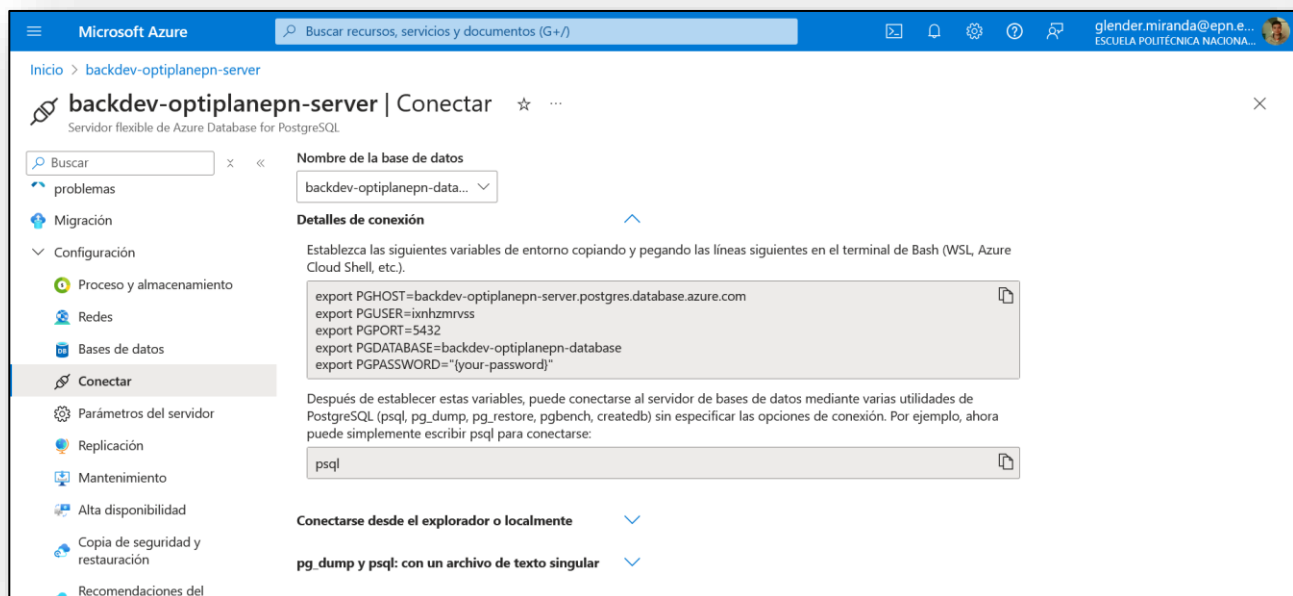 Microsoft Azure
Buscar recursos, servicios y documentos (G+/)
glender.miranda@epn.e...
ESCUELA POLITÉCNICA NACIONA...
Inicio > backdev-optiplanepn-server
backdev-optiplanepn-server | Conectar
Servidor flexible de Azure Database for PostgreSQL
Buscar
problemas
Migración
Configuración
Proceso y almacenamiento
Redes
Bases de datos
Conectar
Parámetros del servidor
Replicación
Mantenimiento
Alta disponibilidad
Copia de seguridad y
restauración
Recomendaciones del
Nombre de la base de datos
backdev-optiplanepn-data...
Detalles de conexión
Establezca las siguientes variables de entorno copiando y pegando las líneas siguientes en el terminal de Bash (WSL, Azure
Cloud Shell, etc.).
export PGHOST=backdev-optiplanepn-server.postgres.database.azure.com
export PGUSER=ixnhzmrvss
export PGPORT=5432
export PGDATABASE=backdev-optiplanepn-database
export PGPASSWORD="{your-password}"
Después de establecer estas variables, puede conectarse al servidor de bases de datos mediante varias utilidades de
PostgreSQL (psql, pg_dump, pg_restore, pgbench, createdb) sin especificar las opciones de conexión. Por ejemplo, ahora
puede simplemente escribir psql para conectarse:
psql
Conectarse desde el explorador o localmente
pg_dump y psql: con un archivo de texto singular